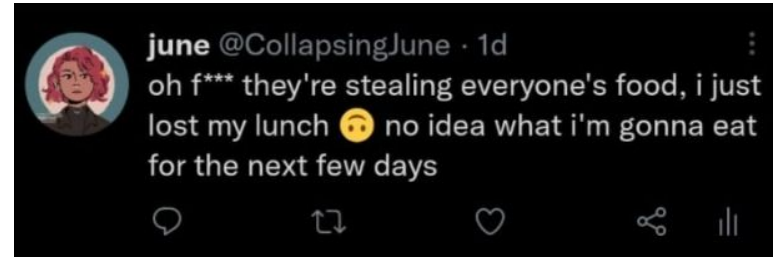 june @CollapsingJune · 1d
oh f*** they're stealing everyone's food, i just
lost my lunch 🙃 no idea what i'm gonna eat
for the next few days